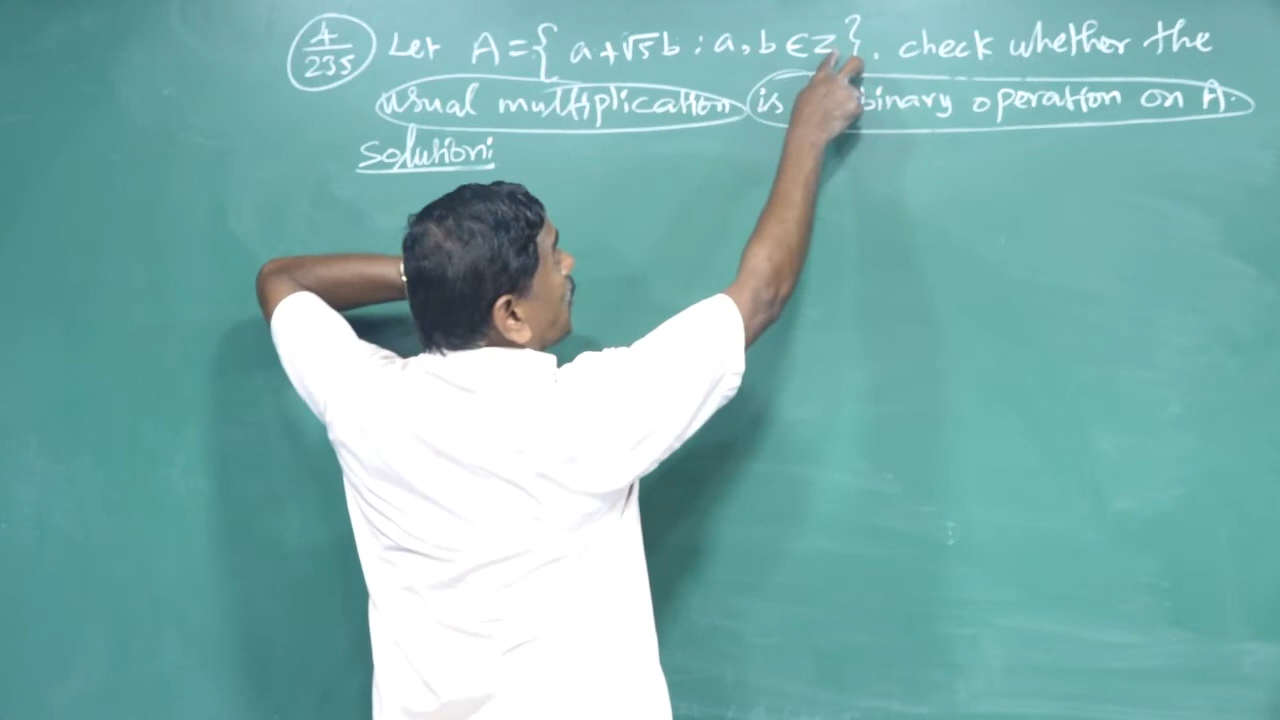 4/235 Let A = { a+√5b : a, b ∈ Z }. check whether the
usual multiplication is binary operation on A.
Solution: